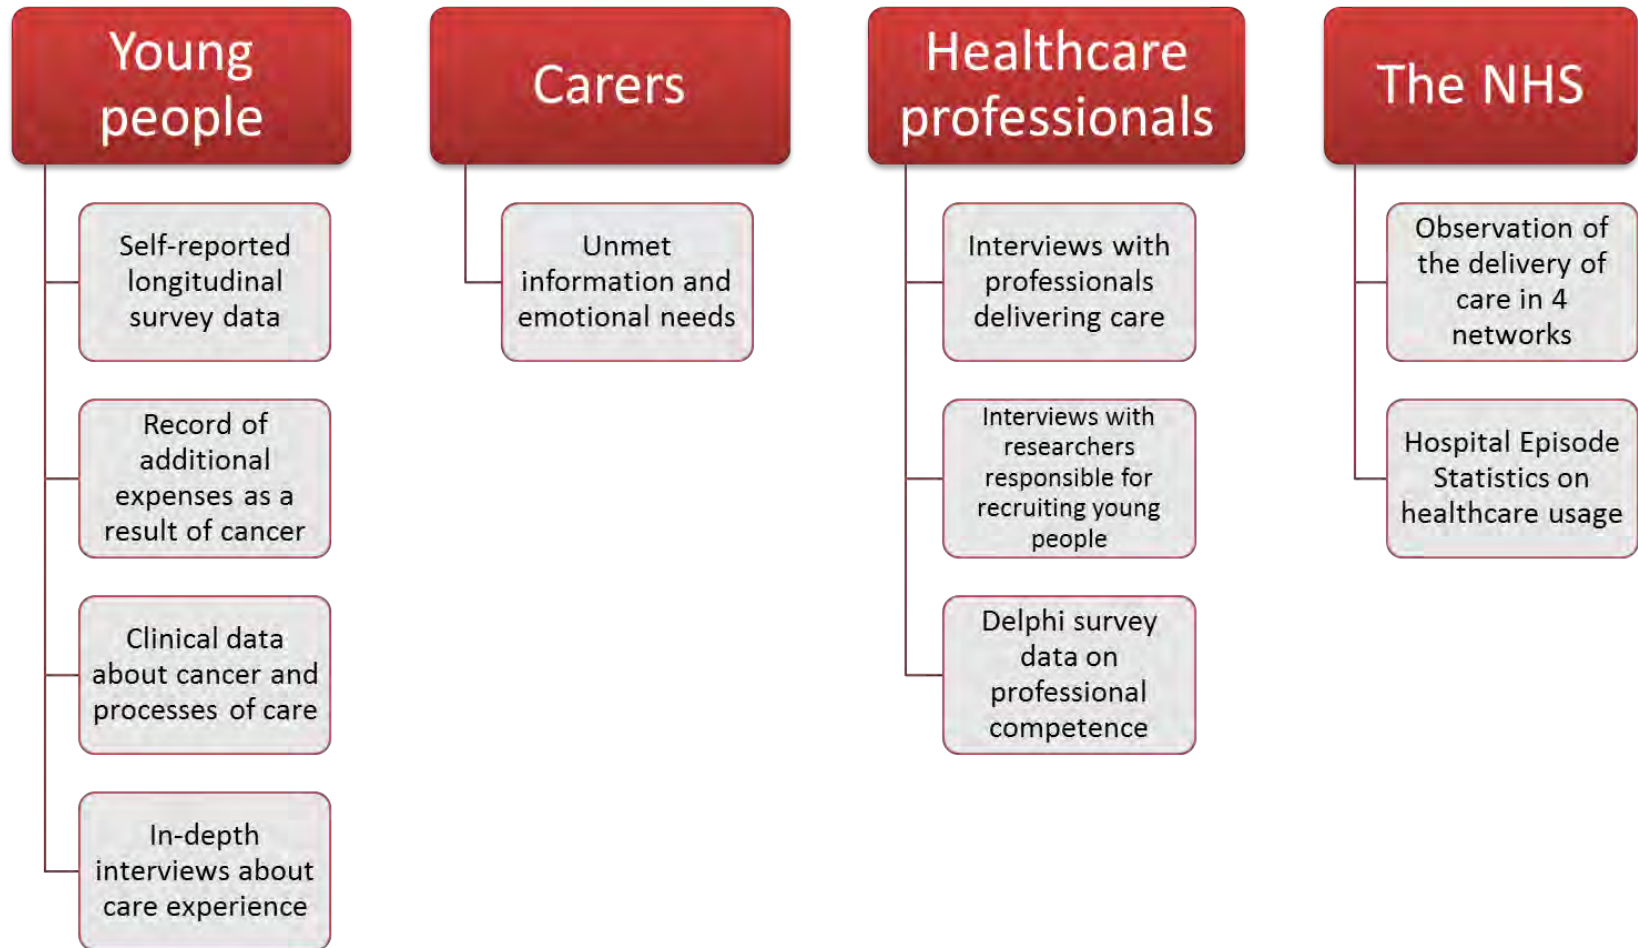 Young
people
Self-reported
longitudinal
survey data
Record of
additional
expenses as a
result of cancer
Clinical data
about cancer and
processes of care
In-depth
interviews about
care experience
Carers
Unmet
information and
emotional needs
Healthcare
professionals
Interviews with
professionals
delivering care
Interviews with
researchers
responsible for
recruiting young
people
Delphi survey
data on
professional
competence
The NHS
Observation of
the delivery of
care in 4
networks
Hospital Episode
Statistics on
healthcare usage